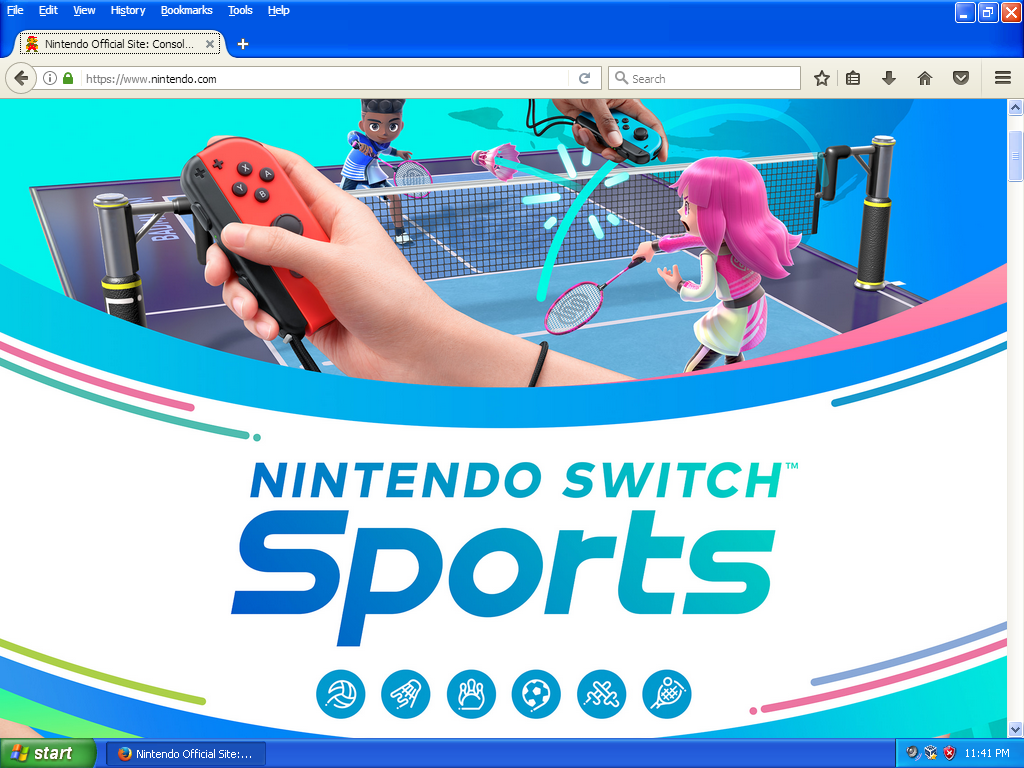 File Edit View History Bookmarks Tools Help
Nintendo Official Site: Consol...
https://www.nintendo.com
Search
X
A
Y
B
NINTENDO SWITCH™
Sports
start
Nintendo Official Site:...
11:41 PM